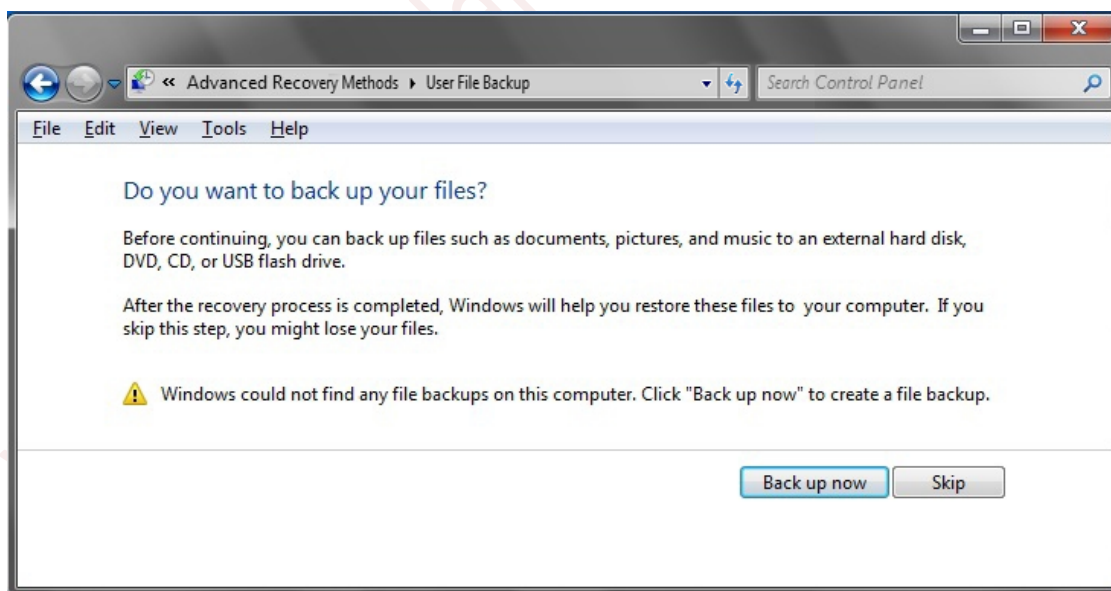 « Advanced Recovery Methods ▸ User File Backup
Search Control Panel
File Edit View Tools Help
Do you want to back up your files?
Before continuing, you can back up files such as documents, pictures, and music to an external hard disk,
DVD, CD, or USB flash drive.
After the recovery process is completed, Windows will help you restore these files to your computer. If you
skip this step, you might lose your files.
Windows could not find any file backups on this computer. Click "Back up now" to create a file backup.
Back up now Skip